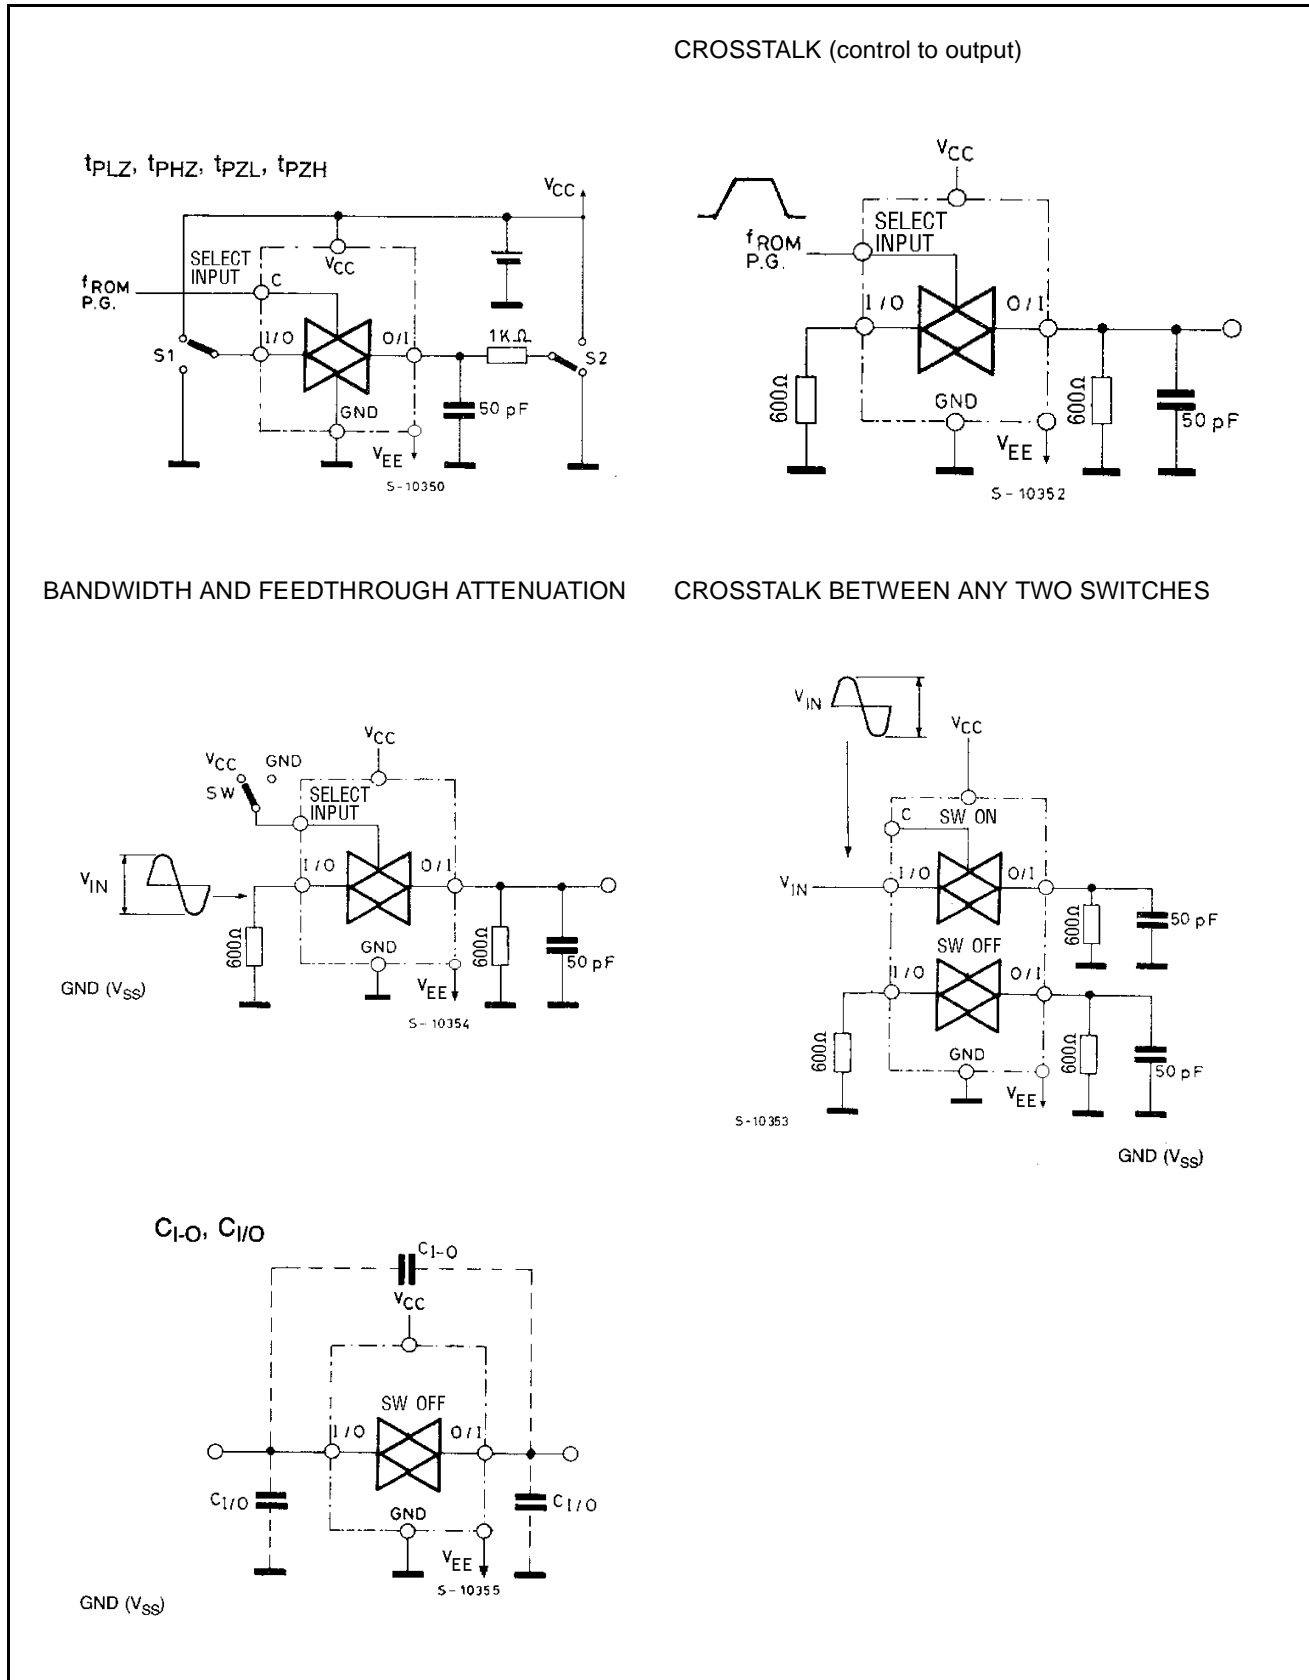 CROSSTALK (control to output)
tPLZ, tPHZ, tPZL, tPZH
VCC
SELECT
INPUT
VCC
fROM
P.G.
C
I/O
O/I
1KΩ
S1
S2
GND
50 pF
VEE
S-10350
VCC
SELECT
INPUT
fROM
P.G.
I/O
O/I
600Ω
GND
600Ω
50 pF
VEE
S-10352
BANDWIDTH AND FEEDTHROUGH ATTENUATION
CROSSTALK BETWEEN ANY TWO SWITCHES
VCC
VCC
GND
SW
SELECT
INPUT
VIN
I/O
O/I
600Ω
GND
600Ω
50 pF
VEE
GND (VSS)
S-10354
VIN
VCC
C
SW ON
VIN
I/O
O/I
600Ω
50 pF
SW OFF
I/O
O/I
600Ω
GND
600Ω
50 pF
VEE
S-10353
GND (VSS)
CI-O, CI/O
CI-O
VCC
SW OFF
I/O
O/I
CI/O
GND
CI/O
VEE
S-10355
GND (VSS)